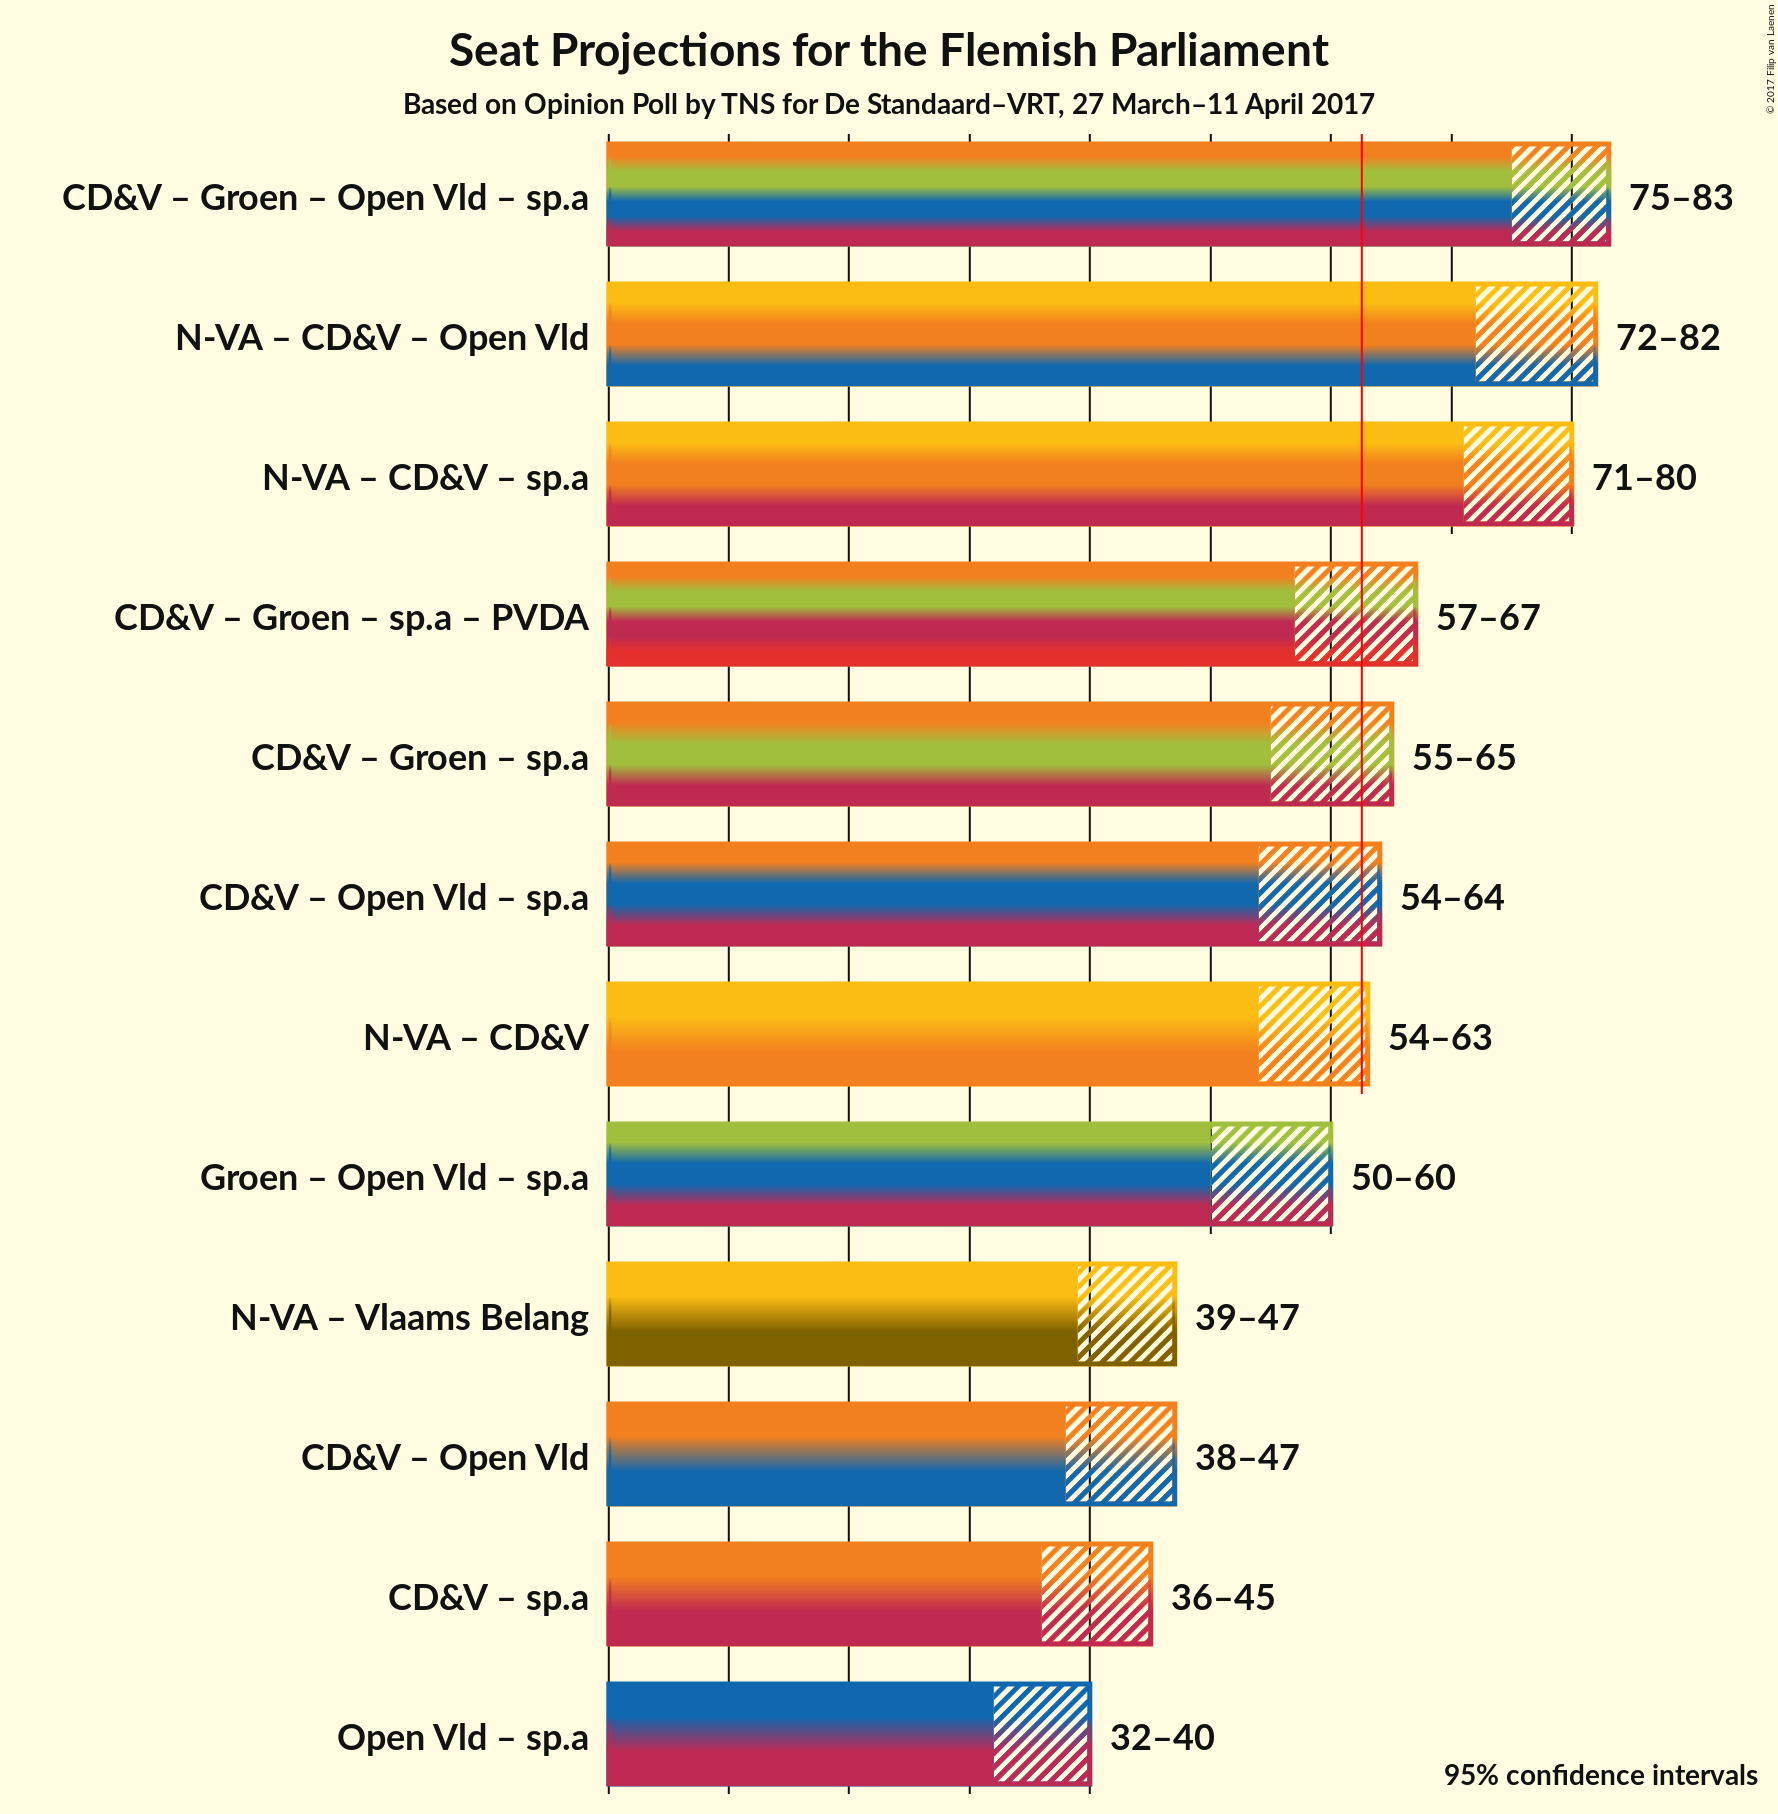 Seat Projections for the Flemish Parliament
Based on Opinion Poll by TNS for De Standaard–VRT, 27 March–11 April 2017
© 2017 Filip van Laenen
CD&V – Groen – Open Vld – sp.a 75–83
N-VA – CD&V – Open Vld 72–82
N-VA – CD&V – sp.a 71–80
CD&V – Groen – sp.a – PVDA 57–67
CD&V – Groen – sp.a 55–65
CD&V – Open Vld – sp.a 54–64
N-VA – CD&V 54–63
Groen – Open Vld – sp.a 50–60
N-VA – Vlaams Belang 39–47
CD&V – Open Vld 38–47
CD&V – sp.a 36–45
Open Vld – sp.a 32–40
95% confidence intervals